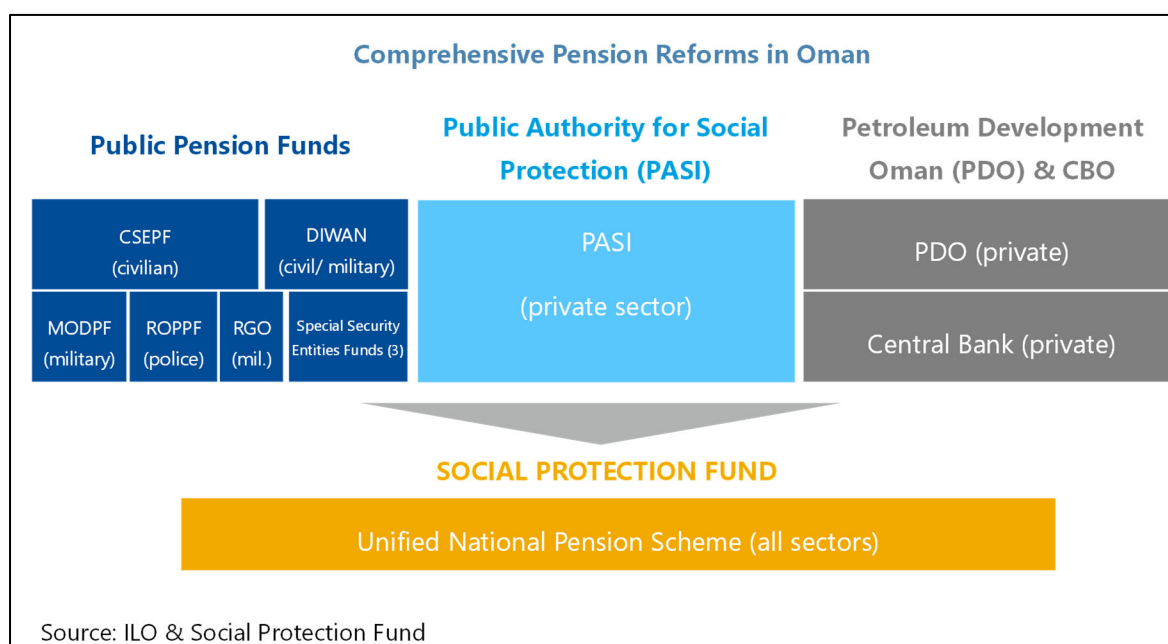 Comprehensive Pension Reforms in Oman
Public Pension Funds
Public Authority for Social
Protection (PASI)
Petroleum Development
Oman (PDO) & CBO
CSEPF
(civilian)
DIWAN
(civil/ military)
MODPF
(military)
ROPPF
(police)
RGO
(mil.)
Special Security
Entities Funds (3)
PASI
(private sector)
PDO (private)
Central Bank (private)
SOCIAL PROTECTION FUND
Unified National Pension Scheme (all sectors)
Source: ILO & Social Protection Fund